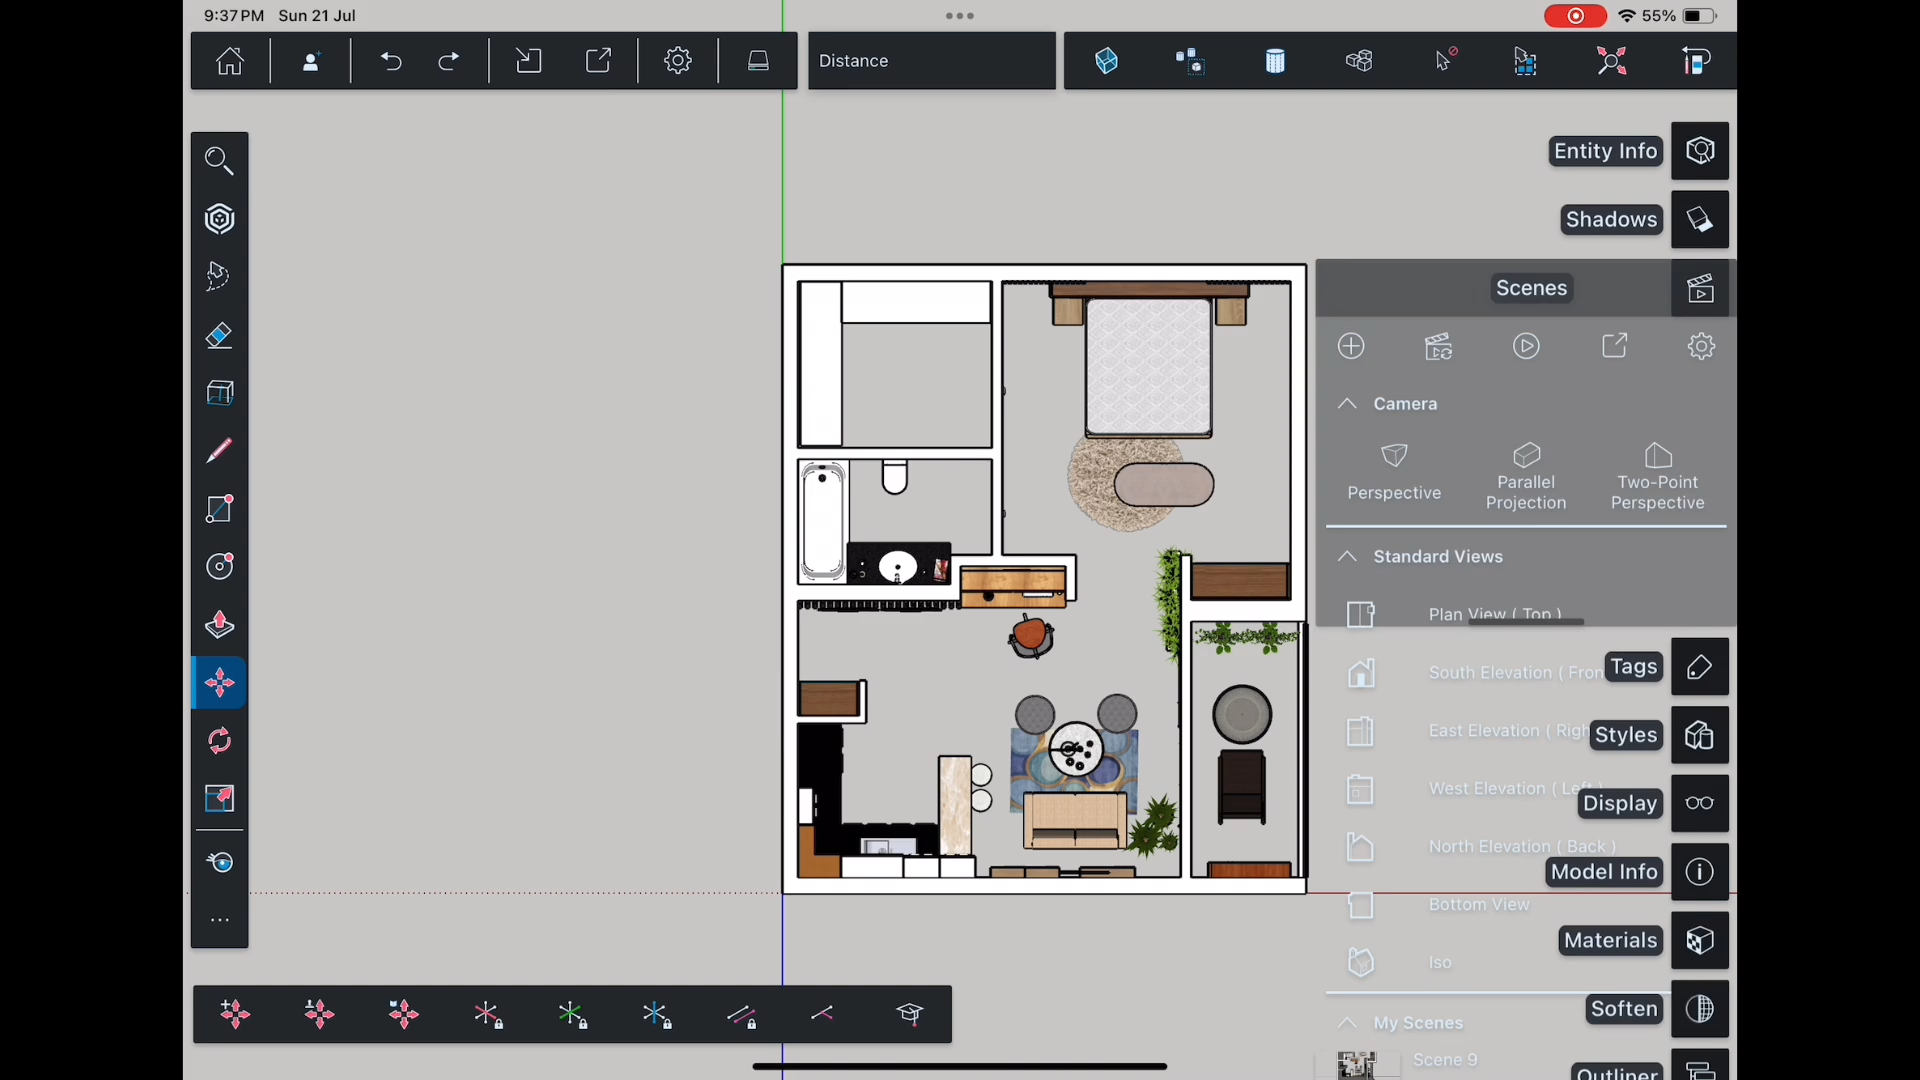 9:37 PM Sun 21 Jul
55%
Distance
Entity Info
Shadows
Scenes
Camera
Perspective
Parallel
Projection
Two-Point
Perspective
Standard Views
Plan View ( Top )
South Elevation ( Fron
Tags
East Elevation ( Righ
Styles
West Elevation ( Left )
Display
North Elevation ( Back )
Model Info
Bottom View
Materials
Iso
Soften
My Scenes
Scene 9
Outliner